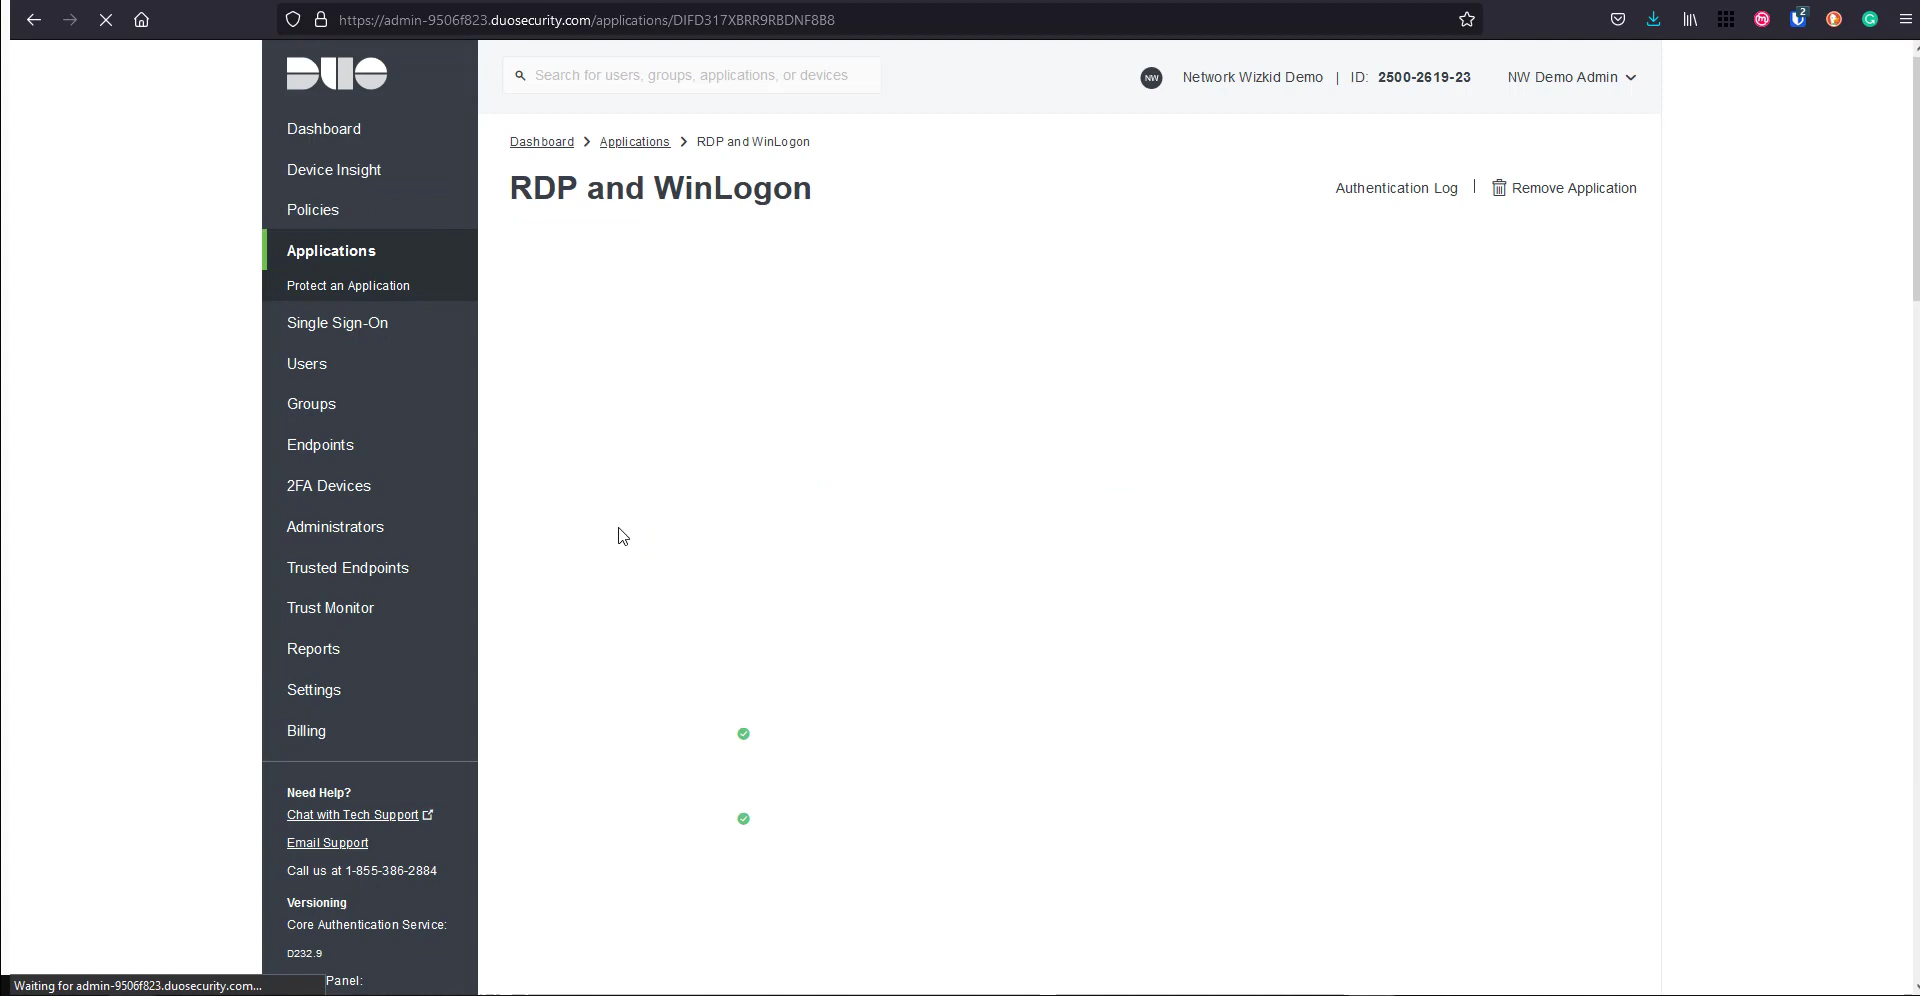 https://admin-9506f823.duosecurity.com/applications/DIFD317XBRR9RBDNF8B8
2
DUO
Search for users, groups, applications, or devices
NW
Network Wizkid Demo | ID: 2500-2619-23
NW Demo Admin
Dashboard
Device Insight
Policies
Applications
Protect an Application
Single Sign-On
Users
Groups
Endpoints
2FA Devices
Administrators
Trusted Endpoints
Trust Monitor
Reports
Settings
Billing
Need Help?
Chat with Tech Support
Email Support
Call us at 1-855-386-2884
Versioning
Core Authentication Service:
D232.9
Panel:
Dashboard > Applications > RDP and WinLogon
RDP and WinLogon
Authentication Log | Remove Application
Waiting for admin-9506f823.duosecurity.com...